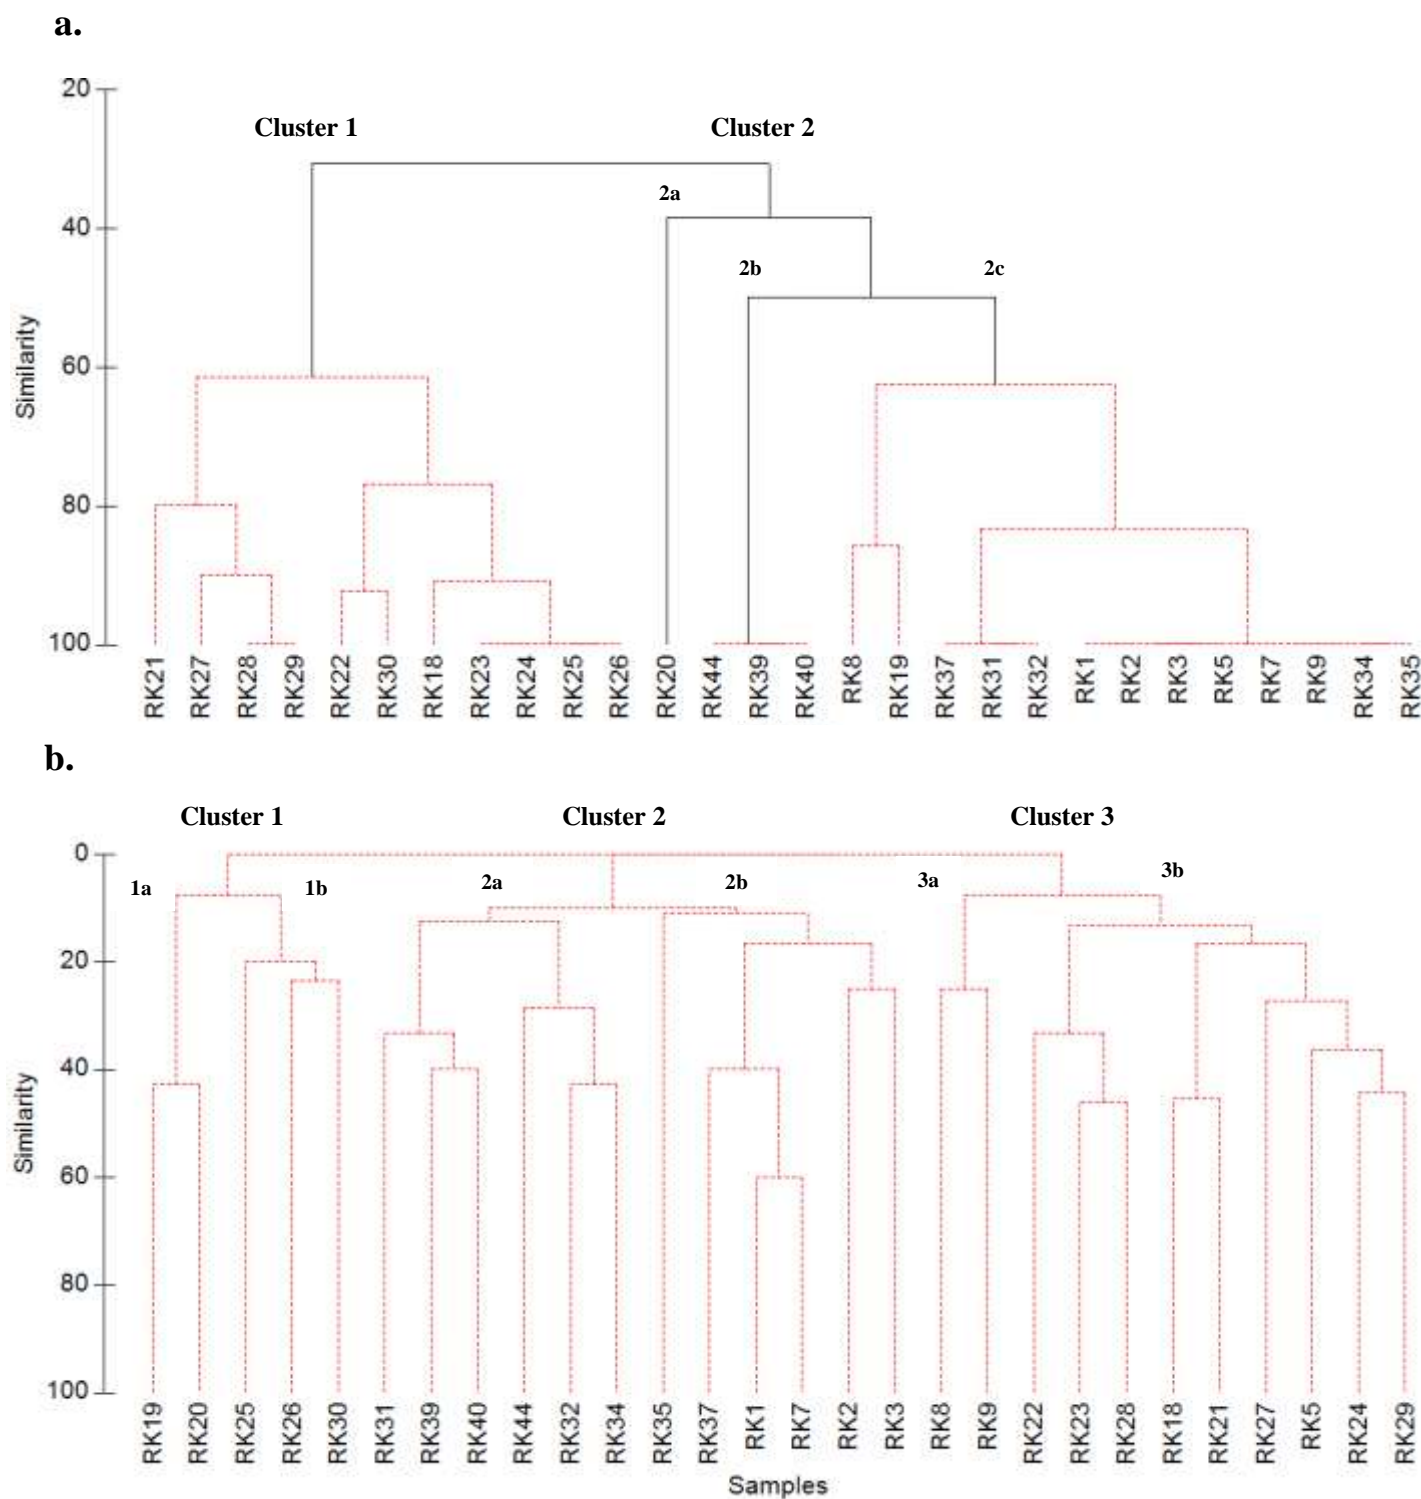 a.
20
Cluster 1
Cluster 2
2a
40
2b
2c
Similarity
60
80
100
RK21
RK27
RK28
RK29
RK22
RK30
RK18
RK23
RK24
RK25
RK26
RK20
RK44
RK39
RK40
RK8
RK19
RK37
RK31
RK32
RK1
RK2
RK3
RK5
RK7
RK9
RK34
RK35
b.
Cluster 1
Cluster 2
Cluster 3
0
1a
1b
2a
2b
3a
3b
20
40
Similarity
60
80
100
RK19
RK20
RK25
RK26
RK30
RK31
RK39
RK40
RK44
RK32
RK34
RK35
RK37
RK1
RK7
RK2
RK3
RK8
RK9
RK22
RK23
RK28
RK18
RK21
RK27
RK5
RK24
RK29
Samples